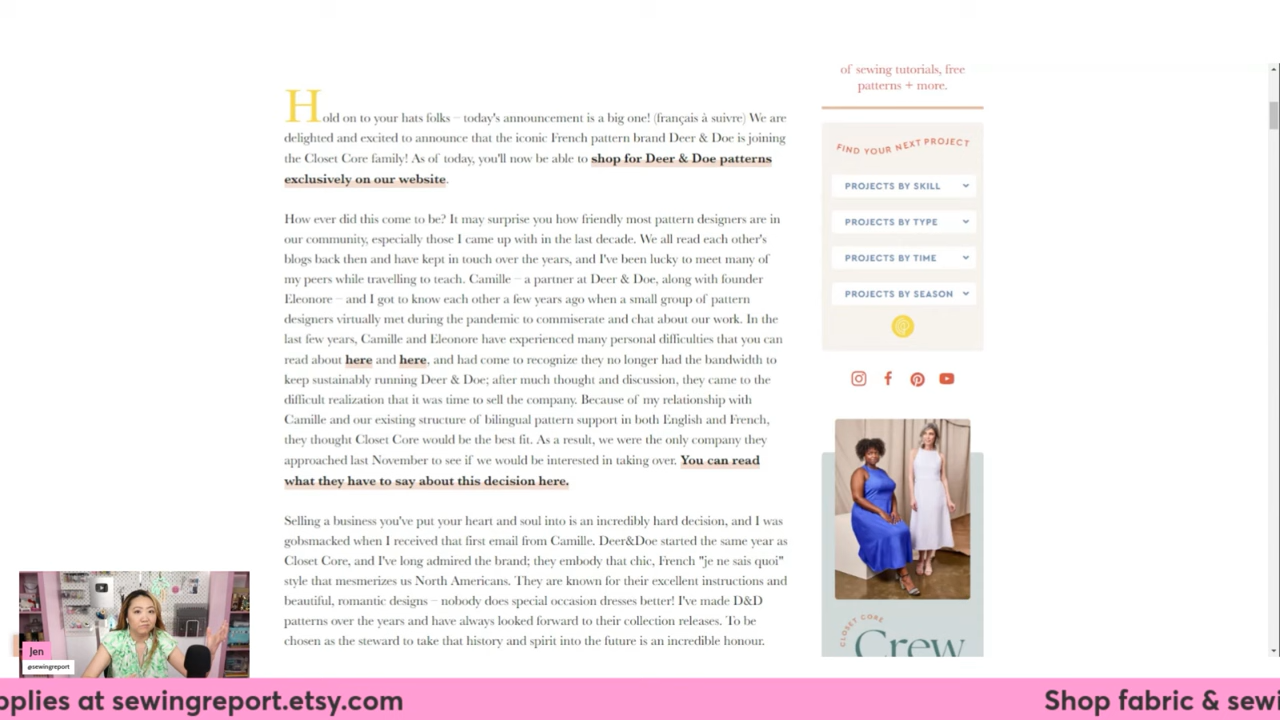 of sewing tutorials, free
patterns + more.
Hold on to your hats folks – today's announcement is a big one! (français à suivre) We are
delighted and excited to announce that the iconic French pattern brand Deer & Doe is joining
the Closet Core family! As of today, you'll now be able to shop for Deer & Doe patterns
exclusively on our website.
How ever did this come to be? It may surprise you how friendly most pattern designers are in
our community, especially those I came up with in the last decade. We all read each other's
blogs back then and have kept in touch over the years, and I've been lucky to meet many of
my peers while travelling to teach. Camille – a partner at Deer & Doe, along with founder
Eleonore – and I got to know each other a few years ago when a small group of pattern
designers virtually met during the pandemic to commiserate and chat about our work. In the
last few years, Camille and Eleonore have experienced many personal difficulties that you can
read about here and here, and had come to recognize they no longer had the bandwidth to
keep sustainably running Deer & Doe; after much thought and discussion, they came to the
difficult realization that it was time to sell the company. Because of my relationship with
Camille and our existing structure of bilingual pattern support in both English and French,
they thought Closet Core would be the best fit. As a result, we were the only company they
approached last November to see if we would be interested in taking over. You can read
what they have to say about this decision here.
Selling a business you've put your heart and soul into is an incredibly hard decision, and I was
gobsmacked when I received that first email from Camille. Deer&Doe started the same year as
Closet Core, and I've long admired the brand; they embody that chic, French "je ne sais quoi"
style that mesmerizes us North Americans. They are known for their excellent instructions and
beautiful, romantic designs – nobody does special occasion dresses better! I've made D&D
patterns over the years and have always looked forward to their collection releases. To be
chosen as the steward to take that history and spirit into the future is an incredible honour.
FIND YOUR NEXT PROJECT
PROJECTS BY SKILL
PROJECTS BY TYPE
PROJECTS BY TIME
PROJECTS BY SEASON
CLOSET CORE
Crew
Jen
@sewingreport
pplies at sewingreport.etsy.com
Shop fabric & sewi